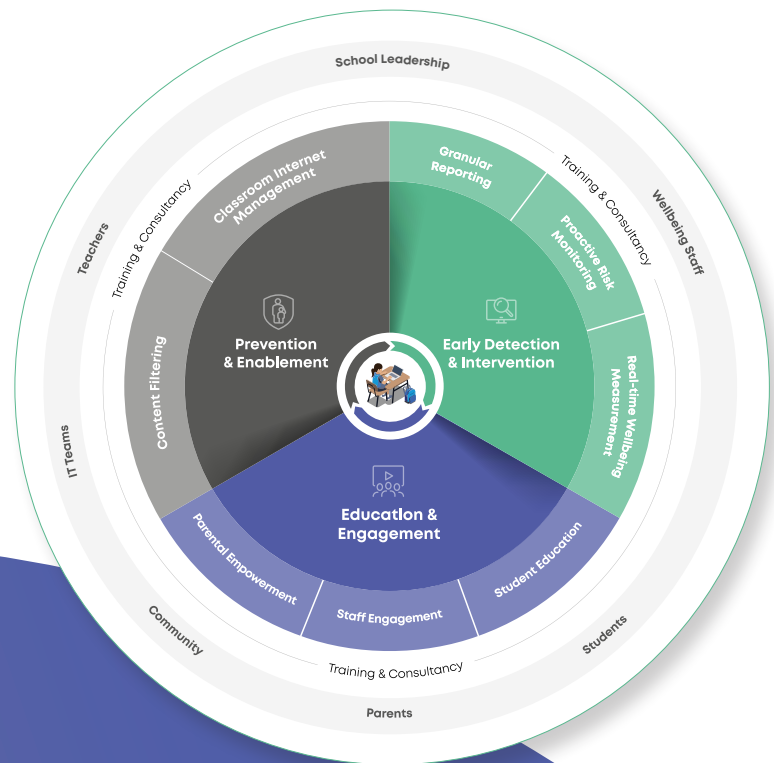 School Leadership
Teachers
Wellbeing Staff
IT Teams
Students
Community
Parents
Training & Consultancy
Training & Consultancy
Training & Consultancy
Classroom Internet
Management
Content Filtering
Granular
Reporting
Proactive Risk
Monitoring
Real-time Wellbeing
Measurement
Prevention
& Enablement
Early Detection
& Intervention
Education &
Engagement
Parental Empowerment
Staff Engagement
Student Education